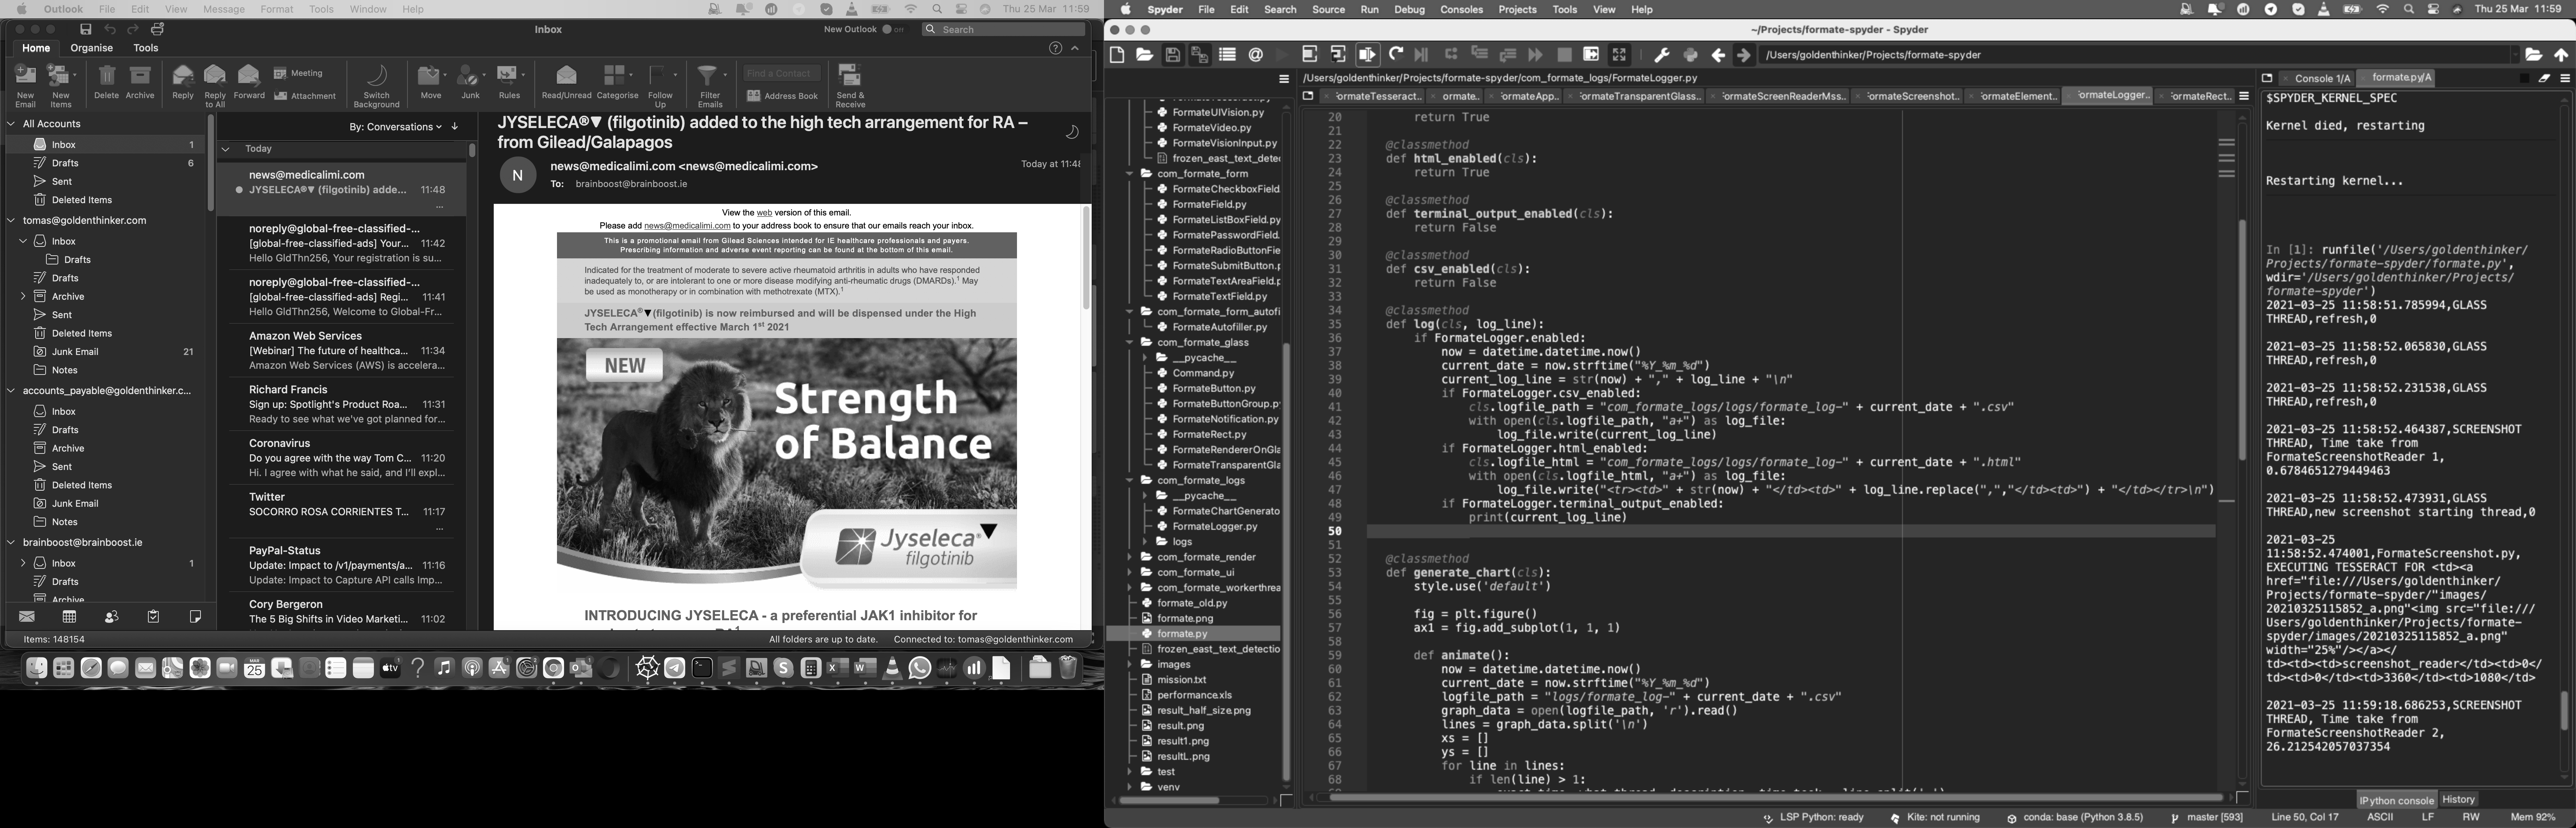 Outlook File Edit View Message Format Tools Window Help
Thu 25 Mar 11:59
Inbox
New Outlook
Search
Home Organise Tools
New Email
New Items
Delete
Archive
Reply
Reply to All
Forward
Meeting
Attachment
Switch Background
Move
Junk
Rules
Read/Unread
Categorise
Follow Up
Filter Emails
Find a Contact
Address Book
Send & Receive
All Accounts
Inbox 1
Drafts 6
Sent
Deleted Items
tomas@goldenthinker.com
Inbox
Drafts
Drafts
Archive
Sent
Deleted Items
Junk Email 21
Notes
accounts_payable@goldenthinker.c...
Inbox
Drafts
Archive
Sent
Deleted Items
Junk Email
Notes
brainboost@brainboost.ie
Inbox 1
Drafts
Archive
Items: 148154
By: Conversations
Today
news@medicalimi.com
JYSELECA®▼ (filgotinib) adde... 11:48
...
noreply@global-free-classified-...
[global-free-classified-ads] Your... 11:42
Hello GldThn256, Your registration is su...
noreply@global-free-classified-...
[global-free-classified-ads] Regi... 11:41
Hello GldThn256, Welcome to Global-Fr...
Amazon Web Services
[Webinar] The future of healthca... 11:34
Amazon Web Services (AWS) is accelera...
Richard Francis
Sign up: Spotlight's Product Roa... 11:31
Ready to see what we've got planned for...
Coronavirus
Do you agree with the way Tom C... 11:20
Hi. I agree with what he said, and I'll expl...
Twitter
SOCORRO ROSA CORRIENTES T... 11:17
...
PayPal-Status
Update: Impact to /v1/payments/a... 11:16
Update: Impact to Capture API calls Imp...
Cory Bergeron
The 5 Big Shifts in Video Marketi... 11:02
JYSELECA®▼ (filgotinib) added to the high tech arrangement for RA –
from Gilead/Galapagos
N
news@medicalimi.com <news@medicalimi.com>
Today at 11:48
To: brainboost@brainboost.ie
View the web version of this email.
Please add news@medicalimi.com to your address book to ensure that our emails reach your inbox.
This is a promotional email from Gilead Sciences intended for IE healthcare professionals and payers.
Prescribing information and adverse event reporting can be found at the bottom of this email.
Indicated for the treatment of moderate to severe active rheumatoid arthritis in adults who have responded
inadequately to, or are intolerant to one or more disease modifying anti-rheumatic drugs (DMARDs).1 May
be used as monotherapy or in combination with methotrexate (MTX).1
JYSELECA®▼(filgotinib) is now reimbursed and will be dispensed under the High
Tech Arrangement effective March 1st 2021
NEW
Strength
of Balance
Jyseleca®▼
filgotinib
INTRODUCING JYSELECA - a preferential JAK1 inhibitor for
All folders are up to date. Connected to: tomas@goldenthinker.com
MAR
25
tv
Spyder File Edit Search Source Run Debug Consoles Projects Tools View Help
Thu 25 Mar 11:59
~/Projects/formate-spyder - Spyder
/Users/goldenthinker/Projects/formate-spyder
/Users/goldenthinker/Projects/formate-spyder/com_formate_logs/FormateLogger.py
ormateTesseract.. ormate.. ormateApp.. ormateTransparentGlass.. ormateScreenReaderMss.. ormateScreenshot.. ormateElement.. ormateLogger.. ormateRect..
FormateUIVision.py
FormateVideo.py
FormateVisionInput.py
frozen_east_text_dete
com_formate_form
FormateCheckboxField
FormateField.py
FormateListBoxField.py
FormatePasswordField.
FormateRadioButtonFie
FormateSubmitButton.p
FormateTextAreaField.p
FormateTextField.py
com_formate_form_autofi
FormateAutofiller.py
com_formate_glass
__pycache__
Command.py
FormateButton.py
FormateButtonGroup.py
FormateNotification.py
FormateRect.py
FormateRendererOnGla
FormateTransparentGla
com_formate_logs
__pycache__
FormateChartGenerato
FormateLogger.py
logs
com_formate_render
com_formate_ui
com_formate_workerthrea
formate_old.py
formate.png
formate.py
frozen_east_text_detectio
images
mission.txt
performance.xls
result_half_size.png
result.png
result1.png
resultL.png
test
venv
20 return True
21
22 @classmethod
23 def html_enabled(cls):
24 return True
25
26 @classmethod
27 def terminal_output_enabled(cls):
28 return False
29
30 @classmethod
31 def csv_enabled(cls):
32 return False
33
34 @classmethod
35 def log(cls, log_line):
36 if FormateLogger.enabled:
37 now = datetime.datetime.now()
38 current_date = now.strftime("%Y_%m_%d")
39 current_log_line = str(now) + "," + log_line + "\n"
40 if FormateLogger.csv_enabled:
41 cls.logfile_path = "com_formate_logs/logs/formate_log-" + current_date + ".csv"
42 with open(cls.logfile_path, "a+") as log_file:
43 log_file.write(current_log_line)
44 if FormateLogger.html_enabled:
45 cls.logfile_html = "com_formate_logs/logs/formate_log-" + current_date + ".html"
46 with open(cls.logfile_html, "a+") as log_file:
47 log_file.write("<tr><td>" + str(now) + "</td><td>" + log_line.replace(",","</td><td>") + "</td></tr>\n")
48 if FormateLogger.terminal_output_enabled:
49 print(current_log_line)
50
51
52 @classmethod
53 def generate_chart(cls):
54 style.use('default')
55
56 fig = plt.figure()
57 ax1 = fig.add_subplot(1, 1, 1)
58
59 def animate():
60 now = datetime.datetime.now()
61 current_date = now.strftime("%Y_%m_%d")
62 logfile_path = "logs/formate_log-" + current_date + ".csv"
63 graph_data = open(logfile_path, 'r').read()
64 lines = graph_data.split('\n')
65 xs = []
66 ys = []
67 for line in lines:
68 if len(line) > 1:
Console 1/A formate.py/A
$SPYDER_KERNEL_SPEC
Kernel died, restarting
Restarting kernel...
In [1]: runfile('/Users/goldenthinker/
Projects/formate-spyder/formate.py',
wdir='/Users/goldenthinker/Projects/
formate-spyder')
2021-03-25 11:58:51.785994,GLASS
THREAD,refresh,0
2021-03-25 11:58:52.065830,GLASS
THREAD,refresh,0
2021-03-25 11:58:52.231538,GLASS
THREAD,refresh,0
2021-03-25 11:58:52.464387,SCREENSHOT
THREAD, Time take from
FormateScreenshotReader 1,
0.6784651279449463
2021-03-25 11:58:52.473931,GLASS
THREAD,new screenshot starting thread,0
2021-03-25
11:58:52.474001,FormateScreenshot.py,
EXECUTING TESSERACT FOR <td><a
href="file:///Users/goldenthinker/
Projects/formate-spyder/"images/
20210325115852_a.png"<img src="file:///
Users/goldenthinker/Projects/formate-
spyder/images/20210325115852_a.png"
width="25%"/></a></
td><td><td>screenshot_reader</td><td>0</
td><td>0</td><td>3360</td><td>1080</td>
2021-03-25 11:59:18.686253,SCREENSHOT
THREAD, Time take from
FormateScreenshotReader 2,
26.212542057037354
IPython console History
LSP Python: ready Kite: not running conda: base (Python 3.8.5) master [593] Line 50, Col 17 ASCII LF RW Mem 92%